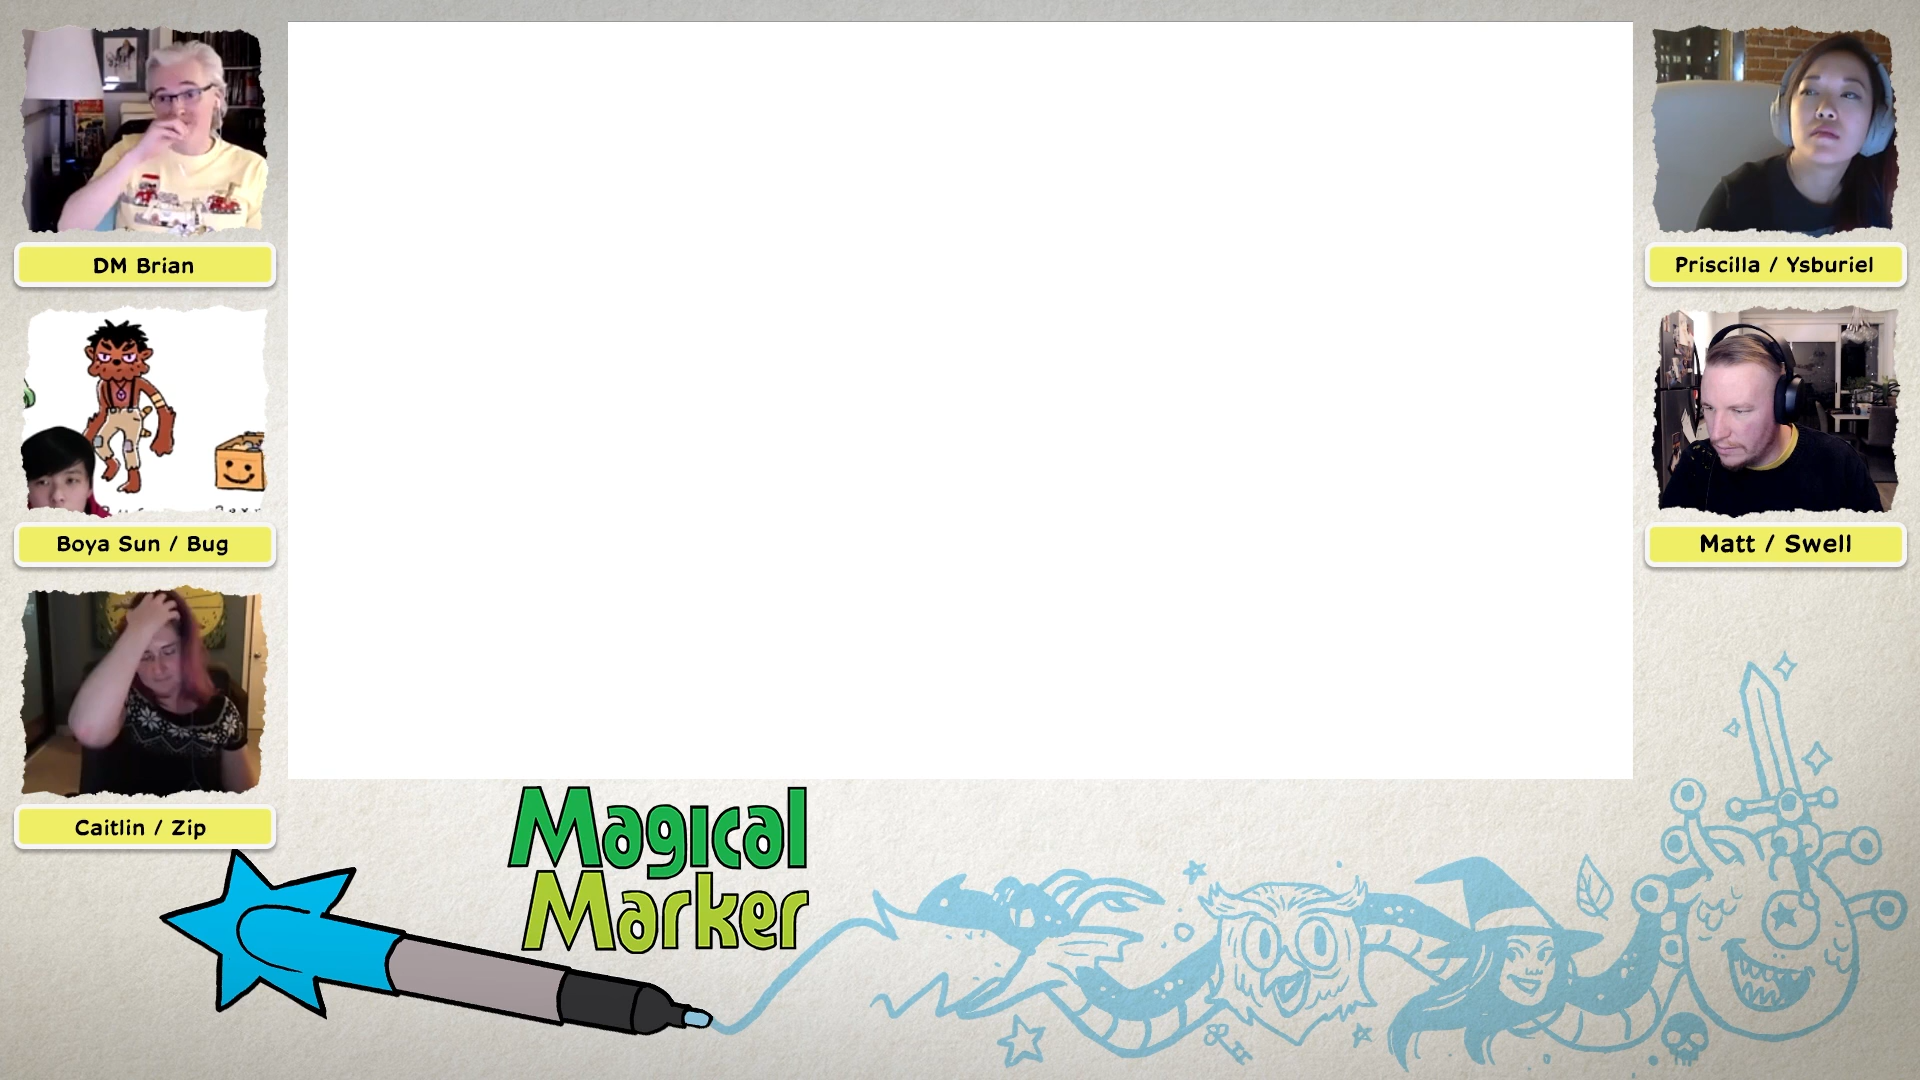 DM Brian
Priscilla / Ysburiel
Boya Sun / Bug
Matt / Swell
Caitlin / Zip
Magical
Marker